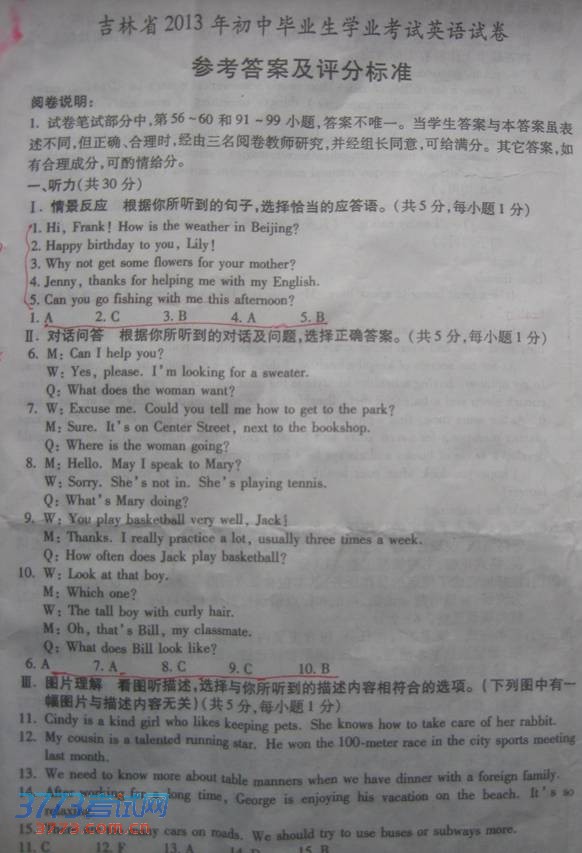 吉林省2013年初中毕业生学业考试英语试卷
参考答案及评分标准
阅卷说明:
1. 试卷笔试部分中,第56~60和91~99小题,答案不唯一。当学生答案与本答案虽表
述不同,但正确、合理时,经由三名阅卷教师研究,并经组长同意,可给满分。其它答案,如
有合理成分,可酌情给分。
一、听力(共30分)
Ⅰ. 情景反应 根据你所听到的句子,选择恰当的应答语。(共5分,每小题1分)
1. Hi, Frank! How is the weather in Beijing?
2. Happy birthday to you, Lily!
3. Why not get some flowers for your mother?
4. Jenny, thanks for helping me with my English.
5. Can you go fishing with me this afternoon?
1. A 2. C 3. B 4. A 5. B
Ⅱ. 对话问答 根据你所听到的对话及问题,选择正确答案。(共5分,每小题1分)
6. M: Can I help you?
W: Yes, please. I'm looking for a sweater.
Q: What does the woman want?
7. W: Excuse me. Could you tell me how to get to the park?
M: Sure. It's on Center Street, next to the bookshop.
Q: Where is the woman going?
8. M: Hello. May I speak to Mary?
W: Sorry. She's not in. She's playing tennis.
Q: What's Mary doing?
9. W: You play basketball very well, Jack!
M: Thanks. I really practice a lot, usually three times a week.
Q: How often does Jack play basketball?
10. W: Look at that boy.
M: Which one?
W: The tall boy with curly hair.
M: Oh, that's Bill, my classmate.
Q: What does Bill look like?
6. A 7. A 8. C 9. C 10. B
Ⅲ. 图片理解 看图听描述,选择与你所听到的描述内容相符合的选项。(下列图中有一
幅图片与描述内容无关)(共5分,每小题1分)
11. Cindy is a kind girl who likes keeping pets. She knows how to take care of her rabbit.
12. My cousin is a talented running star. He won the 100-meter race in the city sports meeting
last month.
13. We need to know more about table manners when we have dinner with a foreign family.
14. After working for a long time, George is enjoying his vacation on the beach. It's so
relaxing.
15. There are too many cars on roads. We should try to use buses or subways more.
11. C 12. F 13. A 14. D 15. B
3773考试网
3773.com.cn